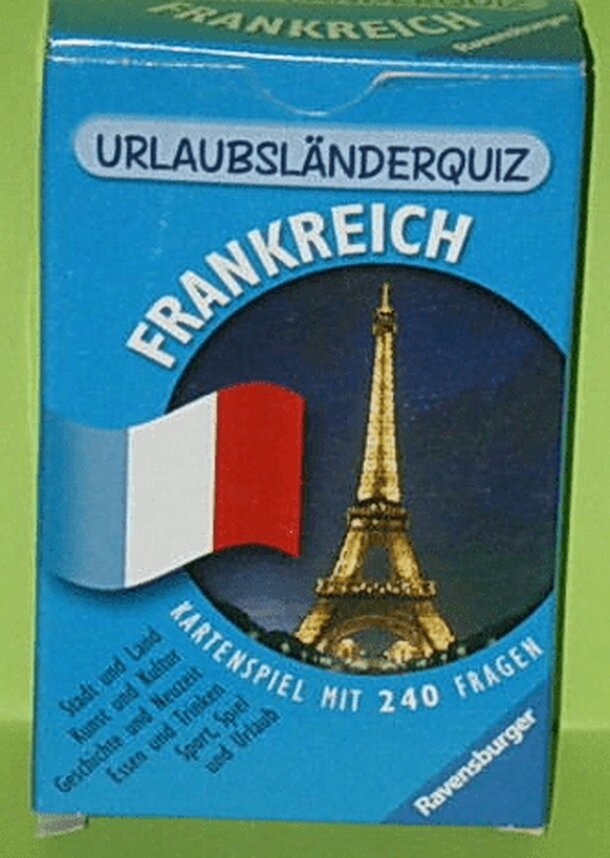 FRANKREICH
Ravensburger
URLAUBSLÄNDERQUIZ
FRANKREICH
KARTENSPIEL MIT 240 FRAGEN
Stadt und Land
Kunst und Kultur
Geschichte und Neuzeit
Essen und Trinken
Sport, Spiel
und Urlaub
Ravensburger